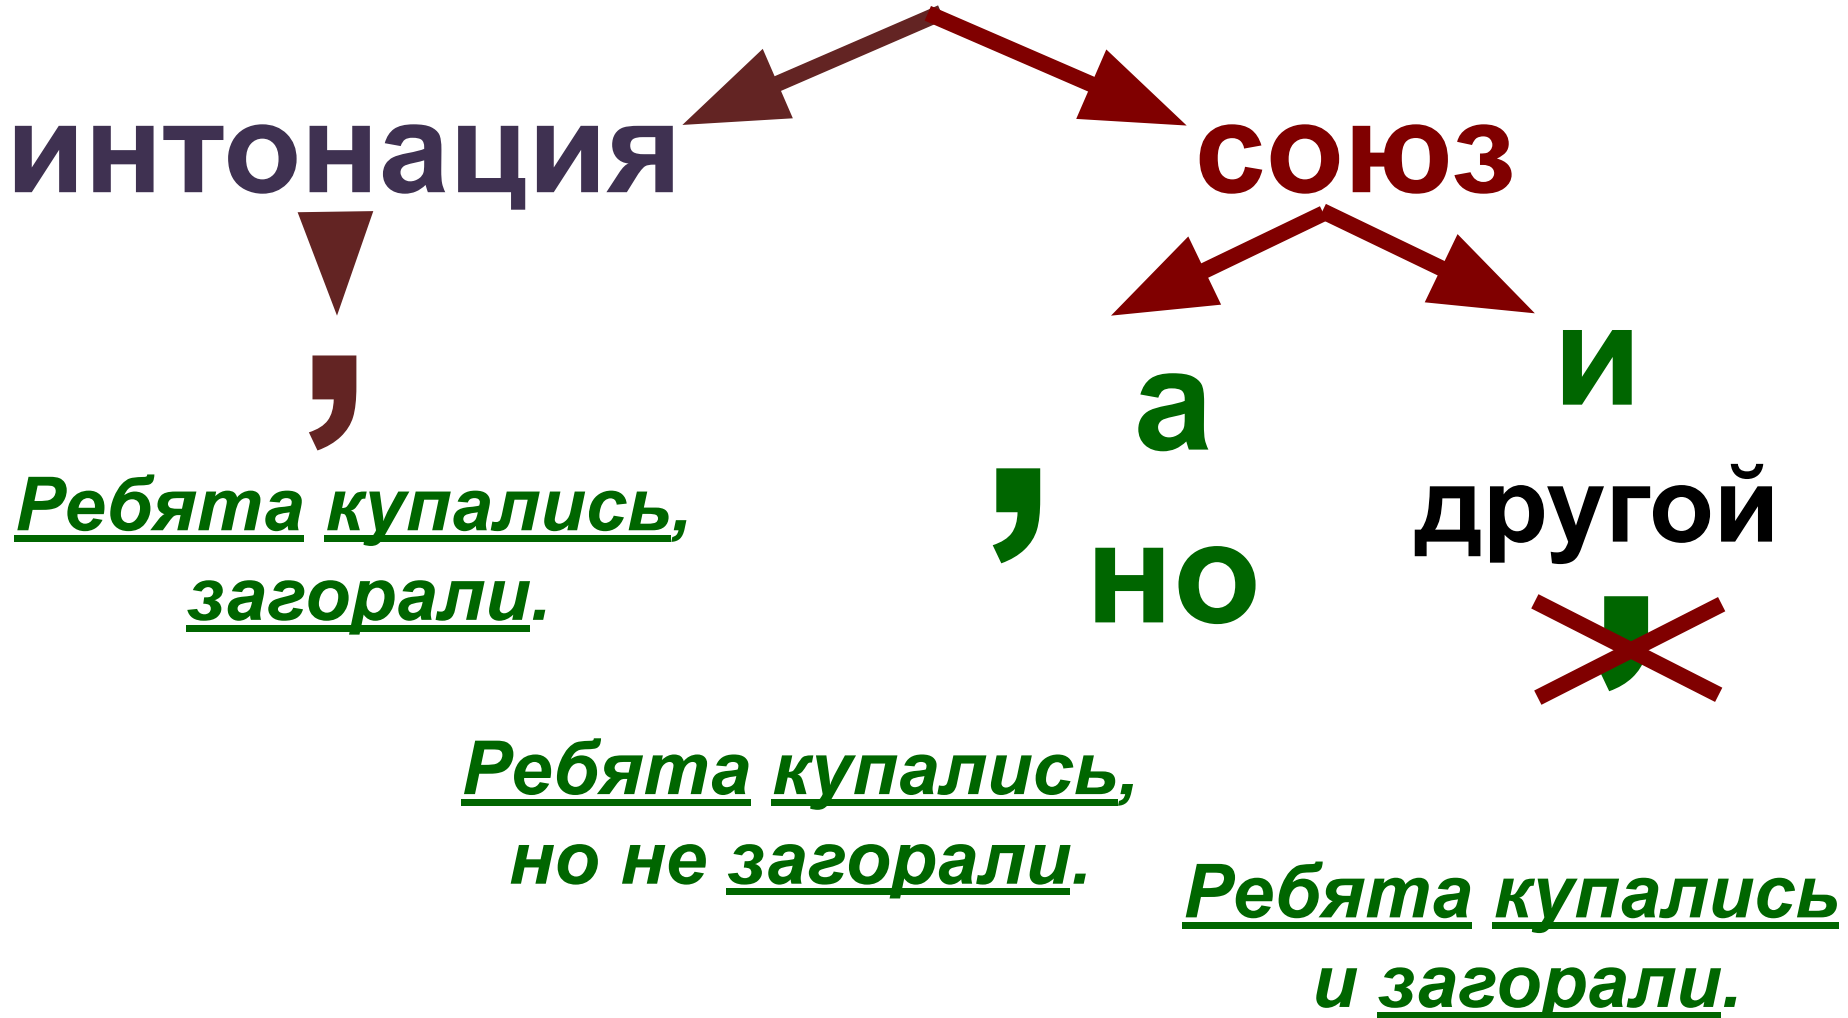 интонация
союз
,
Ребята купались,
загорали.
а
, но
и
другой
,
Ребята купались,
но не загорали.
Ребята купались
и загорали.